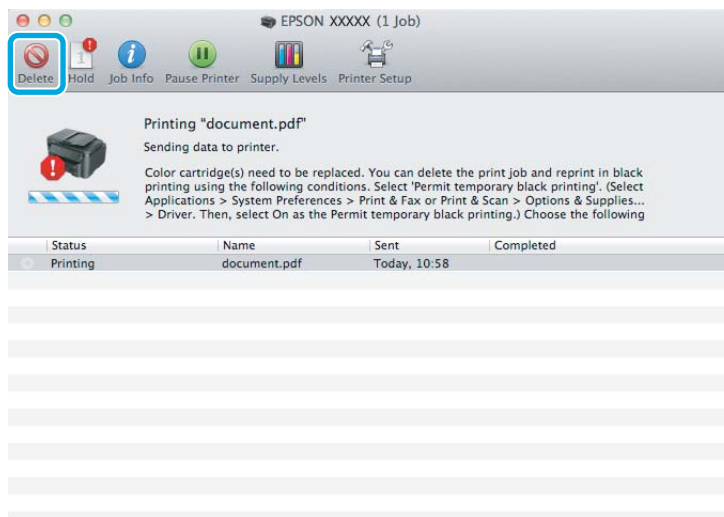 EPSON XXXXX (1 Job)
Delete Hold Job Info Pause Printer Supply Levels Printer Setup
Printing "document.pdf"
Sending data to printer.
Color cartridge(s) need to be replaced. You can delete the print job and reprint in black
printing using the following conditions. Select 'Permit temporary black printing'. (Select
Applications > System Preferences > Print & Fax or Print & Scan > Options & Supplies...
> Driver. Then, select On as the Permit temporary black printing.) Choose the following
Status Name Sent Completed
Printing document.pdf Today, 10:58